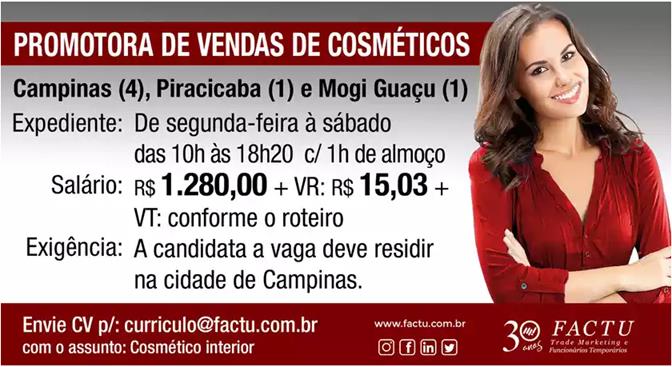 PROMOTORA DE VENDAS DE COSMÉTICOS
Campinas (4), Piracicaba (1) e Mogi Guaçu (1)
Expediente: De segunda-feira à sábado
das 10h às 18h20 c/ 1h de almoço
Salário: R$ 1.280,00 + VR: R$ 15,03 +
VT: conforme o roteiro
Exigência: A candidata a vaga deve residir
na cidade de Campinas.
Envie CV p/: curriculo@factu.com.br
com o assunto: Cosmético interior
www.factu.com.br
30 anos
FACTU
Trade Marketing e
Funcionários Temporários